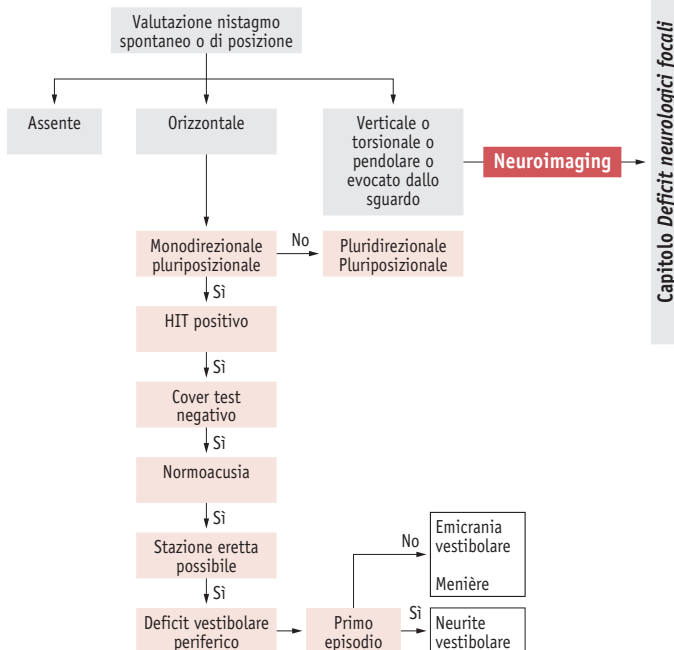 Valutazione nistagmo
spontaneo o di posizione
Assente
Orizzontale
Verticale o
torsionale o
pendolare o
evocato dallo
sguardo
Neuroimaging
Capitolo Deficit neurologici focali
Monodirezionale
pluriposizionale
No
Pluridirezionale
Pluriposizionale
Sì
HIT positivo
Sì
Cover test
negativo
Sì
Normoacusia
Sì
Stazione eretta
possibile
Sì
Deficit vestibolare
periferico
Primo
episodio
No
Emicrania
vestibolare
Menière
Sì
Neurite
vestibolare